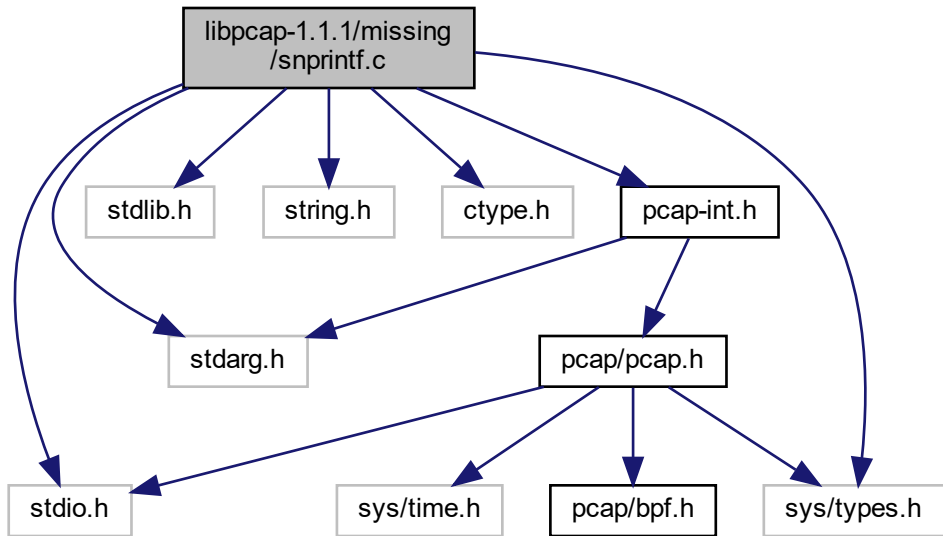 libpcap-1.1.1/missing
/snprintf.c
stdlib.h
string.h
ctype.h
pcap-int.h
stdarg.h
pcap/pcap.h
stdio.h
sys/time.h
pcap/bpf.h
sys/types.h